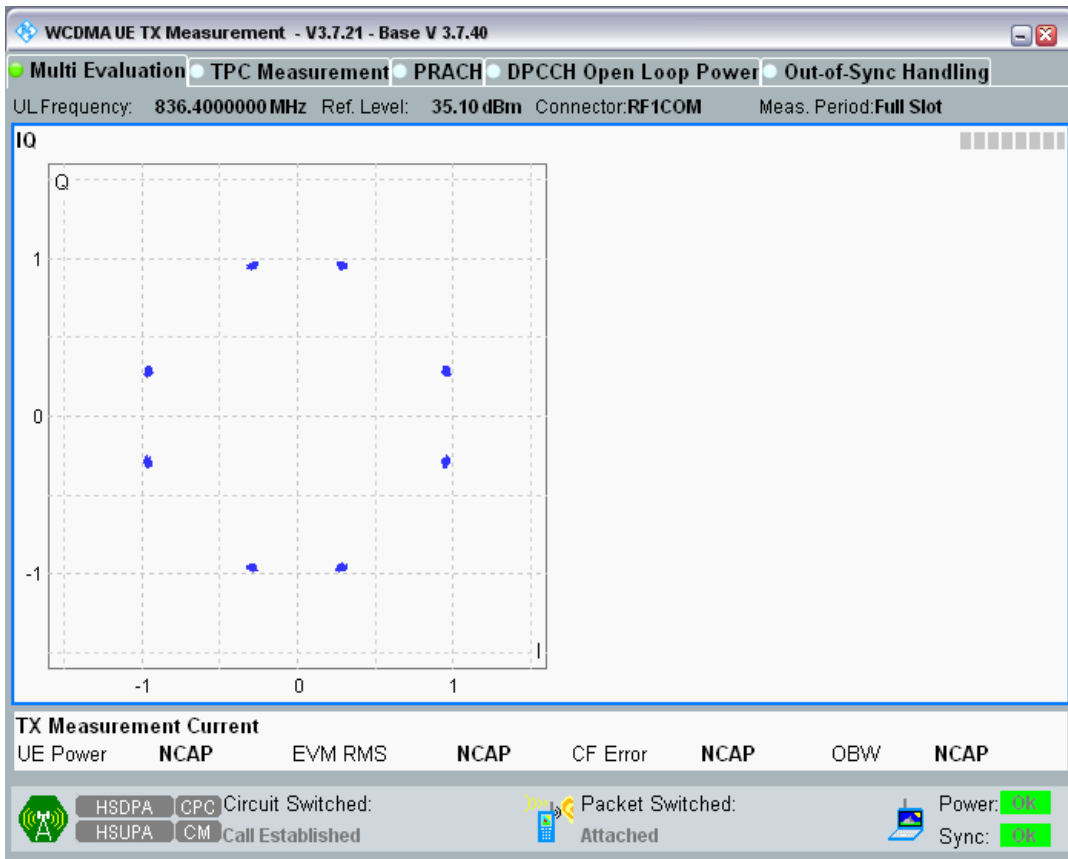 WCDMA UE TX Measurement - V3.7.21 - Base V 3.7.40
Multi Evaluation TPC Measurement PRACH DPCCH Open Loop Power Out-of-Sync Handling
UL Frequency: 836.4000000 MHz Ref. Level: 35.10 dBm Connector:RF1COM Meas. Period:Full Slot
IQ
Q
1
0
-1
I
-1 0 1
TX Measurement Current
UE Power NCAP EVM RMS NCAP CF Error NCAP OBW NCAP
HSDPA CPC Circuit Switched: Packet Switched: Power: Ok
HSUPA CM Call Established Attached Sync: Ok